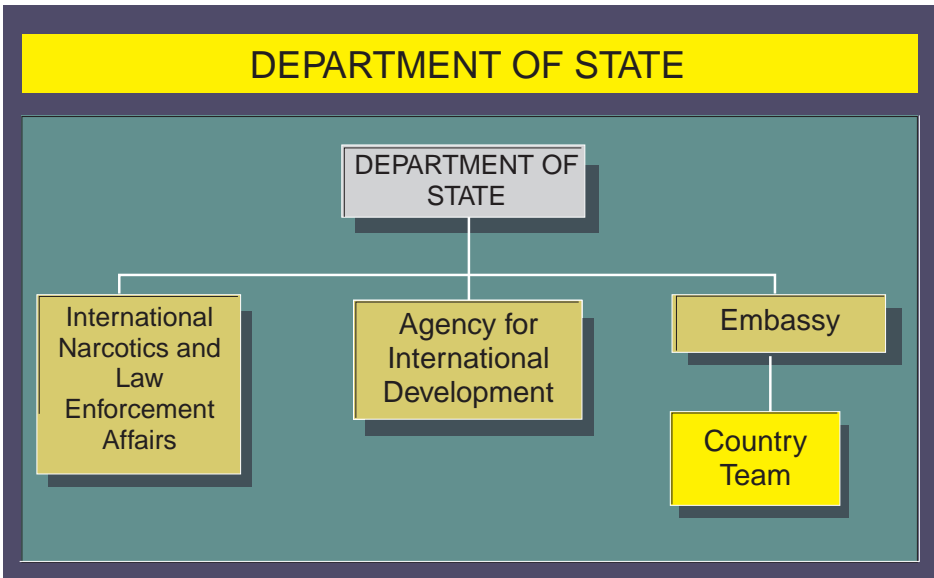 DEPARTMENT OF STATE
DEPARTMENT OF
STATE
International
Narcotics and
Law
Enforcement
Affairs
Agency for
International
Development
Embassy
Country
Team